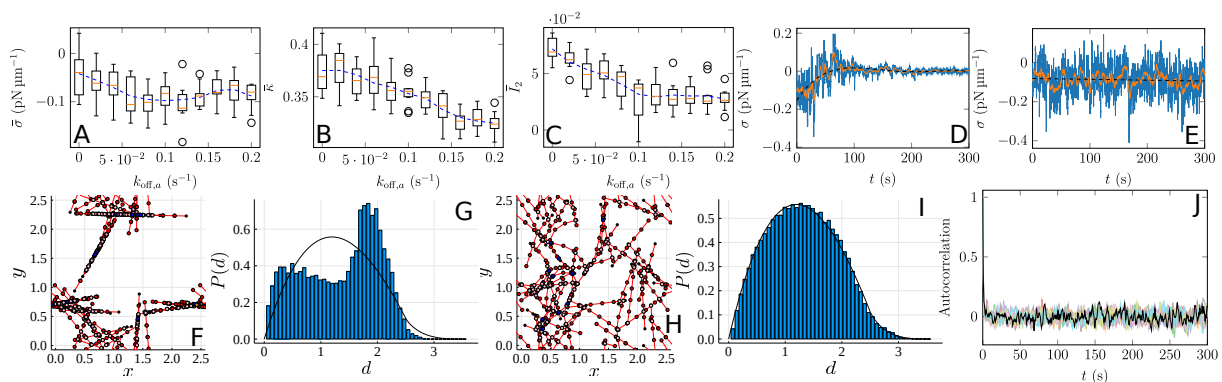 0
−0.1
σ̄ (pN μm⁻¹)
A
0 5 · 10⁻² 0.1 0.15 0.2
k_off,a (s⁻¹)
0.41
0.38
0.35
κ̄
B
0 5 · 10⁻² 0.1 0.15 0.2
k_off,a (s⁻¹)
·10⁻²
8
5
0
C
0 5 · 10⁻² 0.1 0.15 0.2
k_off,a (s⁻¹)
0.2
0
−0.2
−0.4
σ (pN μm⁻¹)
D
0 100 200 300
t (s)
0.4
0.2
0
−0.2
−0.4
σ (pN μm⁻¹)
E
0 100 200 300
t (s)
2.5
2.0
1.5
1.0
0.5
0.0
y
F
0.0 0.5 1.0 1.5 2.0 2.5
x
0.6
0.4
0.2
0.0
P(d)
G
0 1 2 3
d
2.5
2.0
1.5
1.0
0.5
0.0
y
H
0.0 0.5 1.0 1.5 2.0 2.5
x
0.5
0.4
0.3
0.2
0.1
0.0
P(d)
I
0 1 2 3
d
1
0.5
0
Autocorrelation
J
0 50 100 150 200 250 300
t (s)